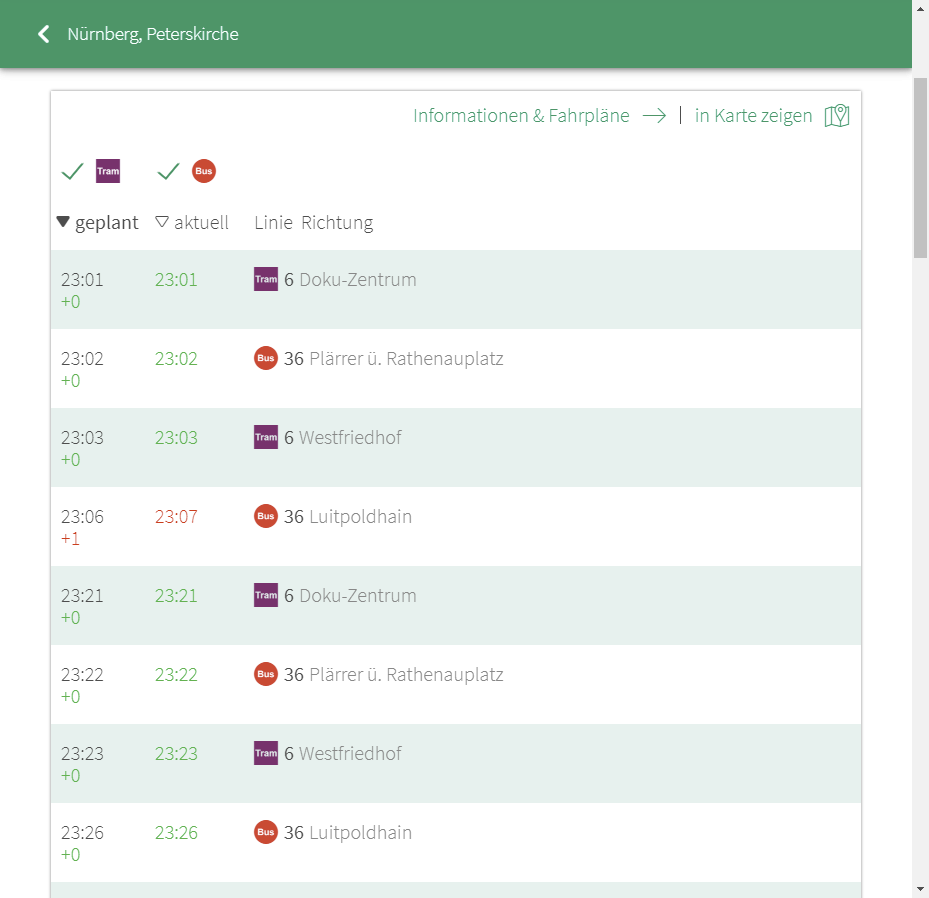 Nürnberg, Peterskirche
Informationen & Fahrpläne | in Karte zeigen
Tram Bus
geplant aktuell Linie Richtung
23:01 23:01 Tram 6 Doku-Zentrum
+0
23:02 23:02 Bus 36 Plärrer ü. Rathenauplatz
+0
23:03 23:03 Tram 6 Westfriedhof
+0
23:06 23:07 Bus 36 Luitpoldhain
+1
23:21 23:21 Tram 6 Doku-Zentrum
+0
23:22 23:22 Bus 36 Plärrer ü. Rathenauplatz
+0
23:23 23:23 Tram 6 Westfriedhof
+0
23:26 23:26 Bus 36 Luitpoldhain
+0